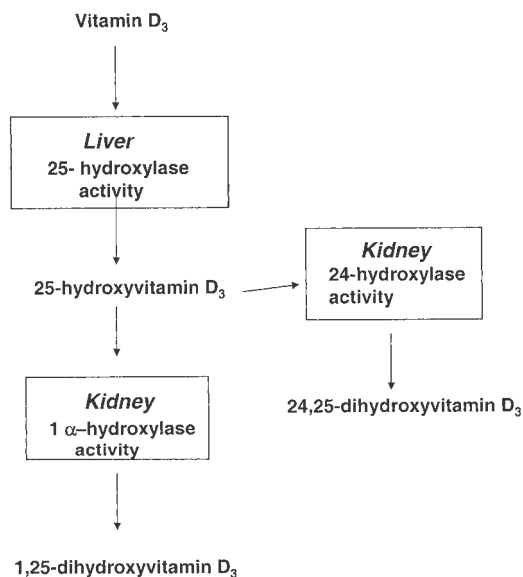 Vitamin D3
Liver
25- hydroxylase
activity
25-hydroxyvitamin D3
Kidney
24-hydroxylase
activity
Kidney
1 α–hydroxylase
activity
24,25-dihydroxyvitamin D3
1,25-dihydroxyvitamin D3